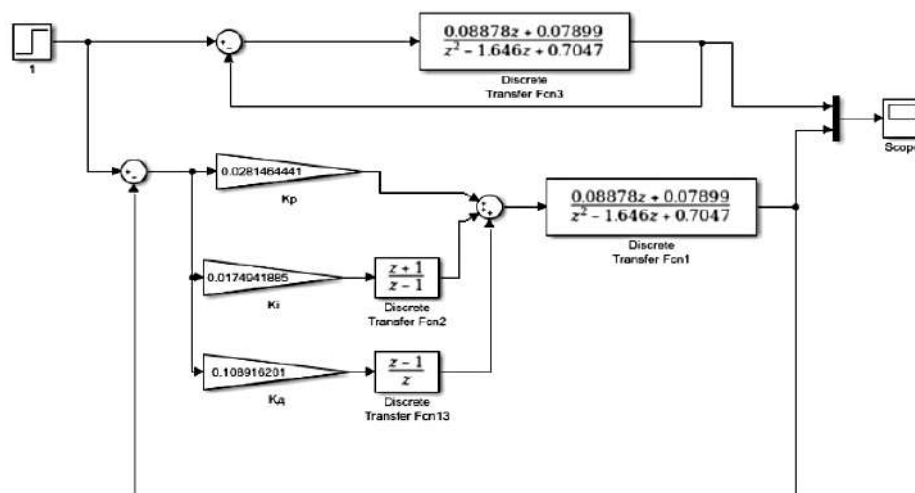 1
+
-
0.08878z + 0.07899
z² − 1.646z + 0.7047
Discrete
Transfer Fcn3
Scope
+
-
0.0281464441
Kp
+
+
+
0.08878z + 0.07899
z² − 1.646z + 0.7047
Discrete
Transfer Fcn1
0.0174941885
Ki
z + 1
z − 1
Discrete
Transfer Fcn2
0.108916201
Kд
z − 1
z
Discrete
Transfer Fcn13